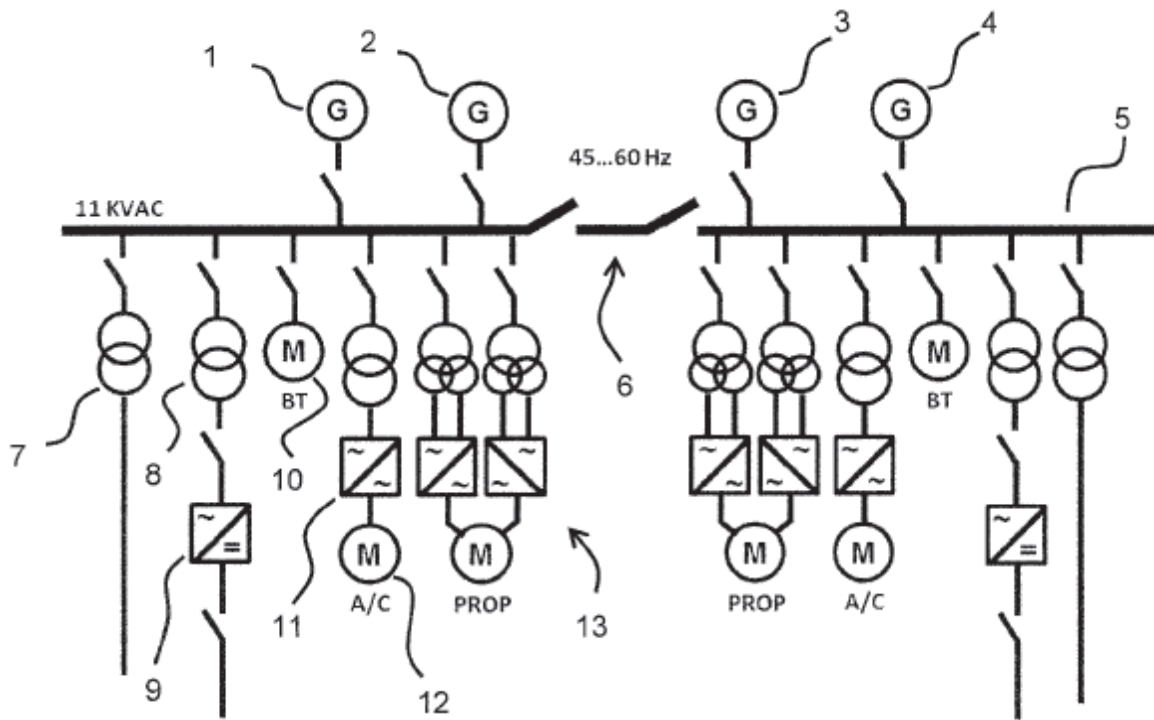 1
2
3
4
G
G
G
G
45...60 Hz
5
11 KVAC
6
M
BT
M
BT
7
8
10
~
~
~
~
~
~
~
~
~
~
~
~
11
~
=
~
=
9
M
A/C
M
PROP
M
PROP
M
A/C
12
13